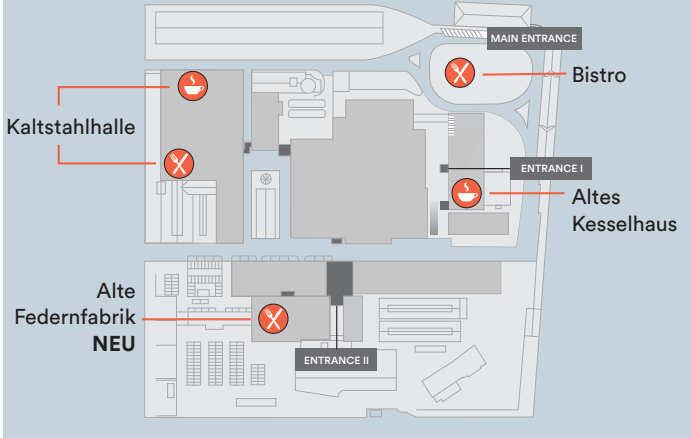 MAIN ENTRANCE
Bistro
Kaltstahlhalle
ENTRANCE I
Altes
Kesselhaus
Alte
Federnfabrik
NEU
ENTRANCE II